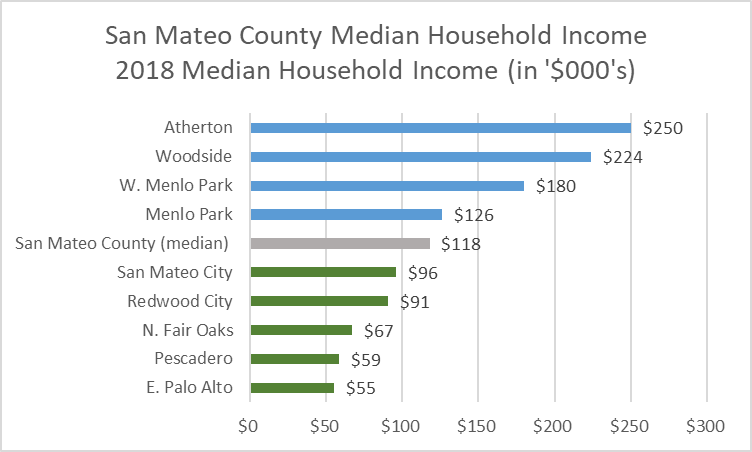 San Mateo County Median Household Income
2018 Median Household Income (in '$000's)
Atherton $250
Woodside $224
W. Menlo Park $180
Menlo Park $126
San Mateo County (median) $118
San Mateo City $96
Redwood City $91
N. Fair Oaks $67
Pescadero $59
E. Palo Alto $55
$0 $50 $100 $150 $200 $250 $300